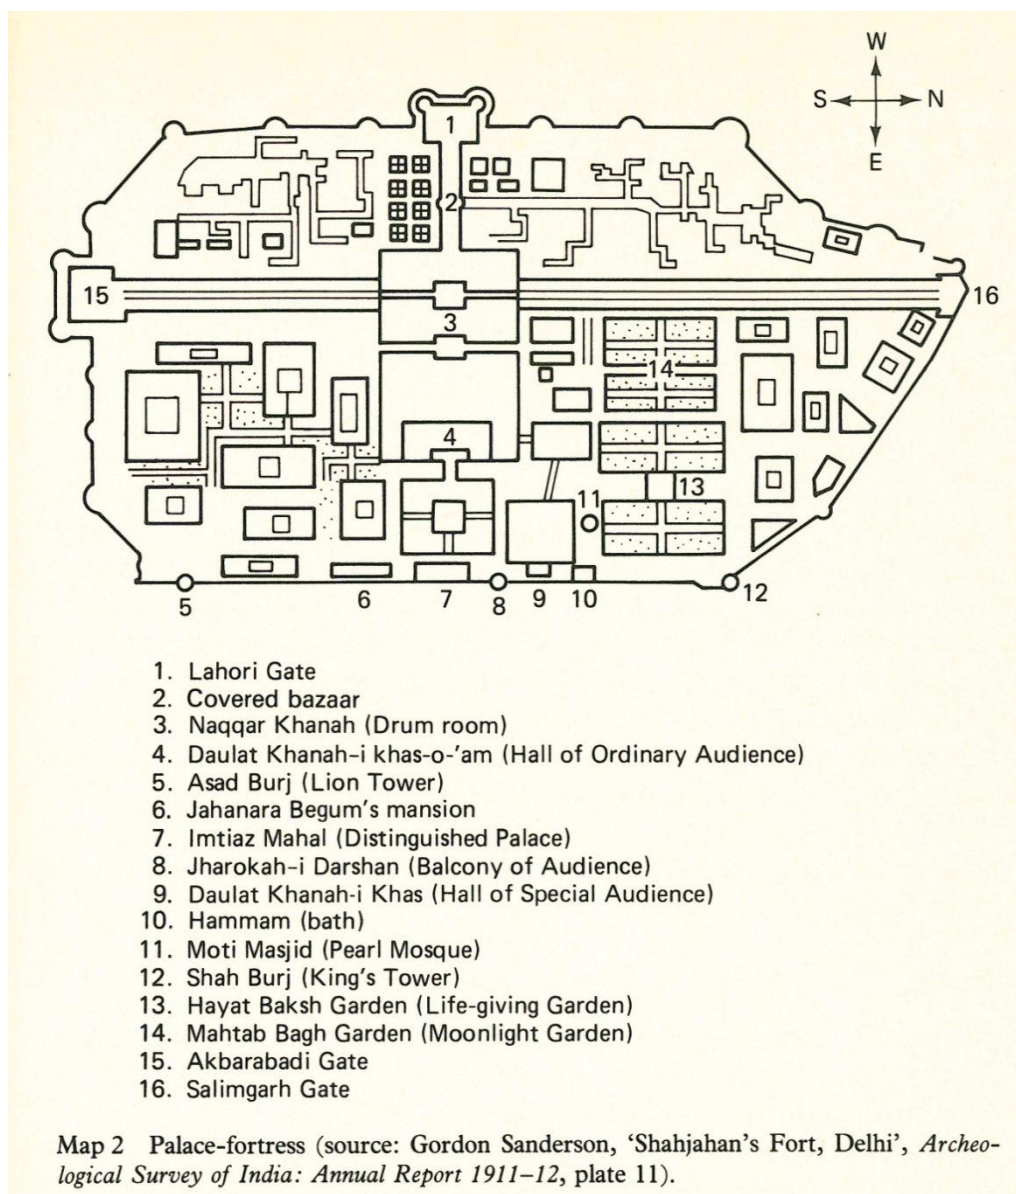 W
S N
E
1
2
15
3
16
14
4
13
11
12
5
6
7
8
9
10
1. Lahori Gate
2. Covered bazaar
3. Naqqar Khanah (Drum room)
4. Daulat Khanah-i khas-o-'am (Hall of Ordinary Audience)
5. Asad Burj (Lion Tower)
6. Jahanara Begum's mansion
7. Imtiaz Mahal (Distinguished Palace)
8. Jharokah-i Darshan (Balcony of Audience)
9. Daulat Khanah-i Khas (Hall of Special Audience)
10. Hammam (bath)
11. Moti Masjid (Pearl Mosque)
12. Shah Burj (King's Tower)
13. Hayat Baksh Garden (Life-giving Garden)
14. Mahtab Bagh Garden (Moonlight Garden)
15. Akbarabadi Gate
16. Salimgarh Gate
Map 2 Palace-fortress (source: Gordon Sanderson, 'Shahjahan's Fort, Delhi', Archeo-
logical Survey of India: Annual Report 1911–12, plate 11).